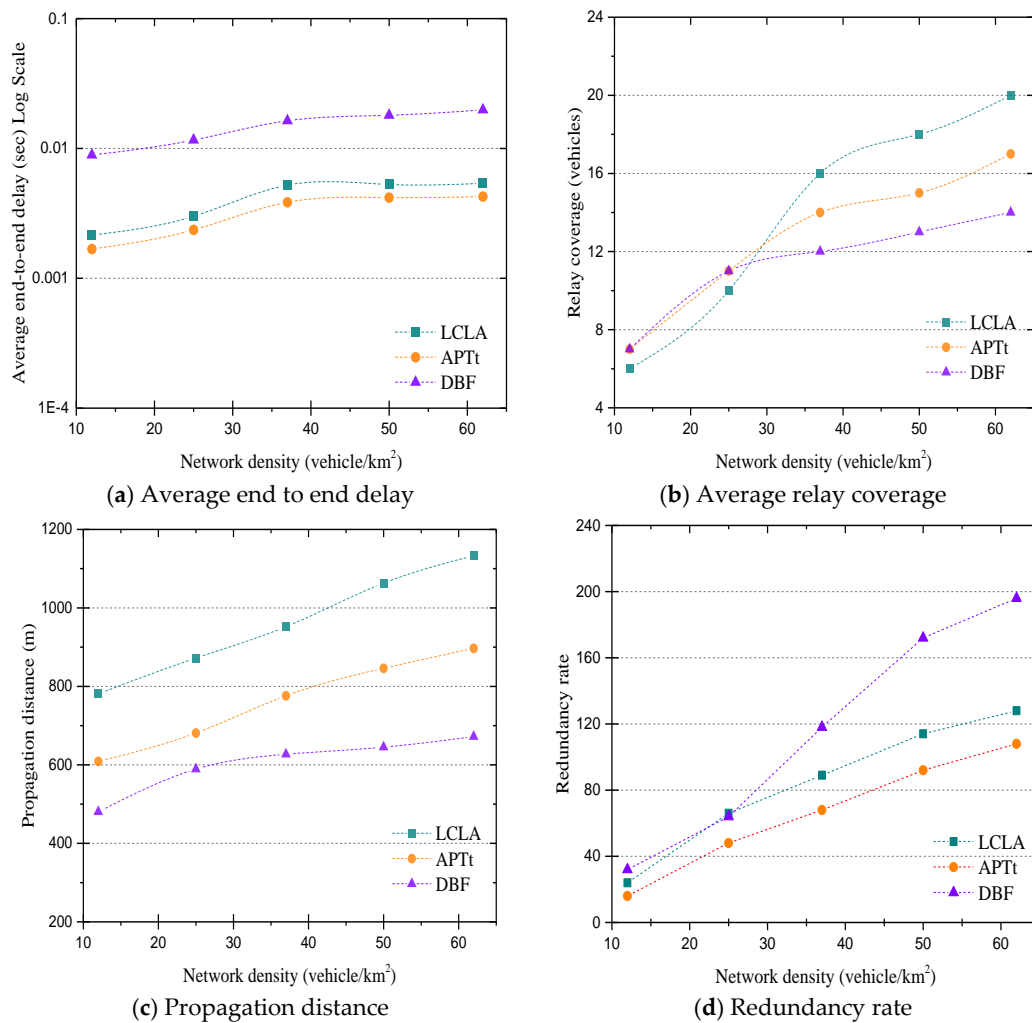 Average end-to-end delay (sec) Log Scale
0.1
0.01
0.001
1E-4
LCLA
APTt
DBF
10 20 30 40 50 60
Network density (vehicle/km²)
(a) Average end to end delay
Relay coverage (vehicles)
24
20
16
12
8
4
LCLA
APTt
DBF
10 20 30 40 50 60
Network density (vehicle/km²)
(b) Average relay coverage
Propagation distance (m)
1200
1000
800
600
400
200
LCLA
APTt
DBF
10 20 30 40 50 60
Network density (vehicle/km²)
(c) Propagation distance
Redundancy rate
240
200
160
120
80
40
0
LCLA
APTt
DBF
10 20 30 40 50 60
Network density (vehicle/km²)
(d) Redundancy rate